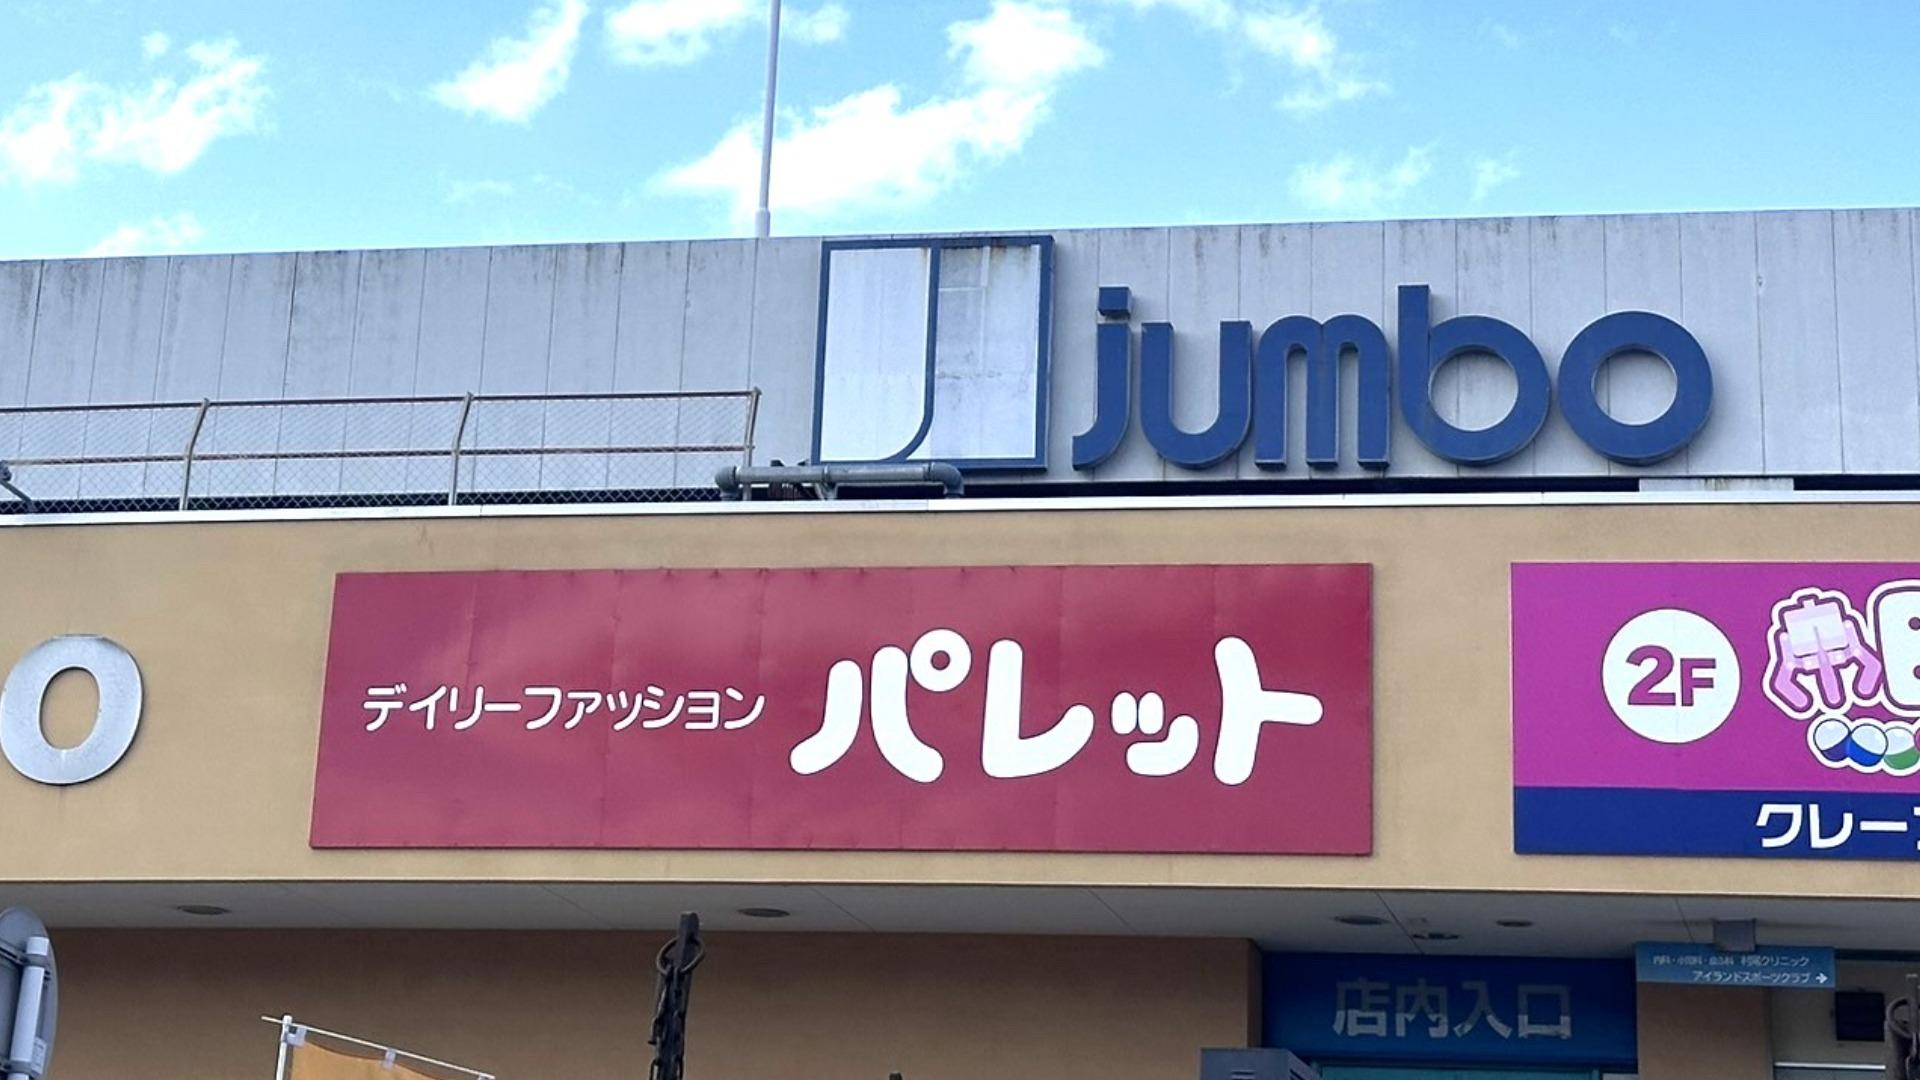 jumbo
デイリーファッション パレット
2F
クレー
店内入口
アイランドスポーツクラブ